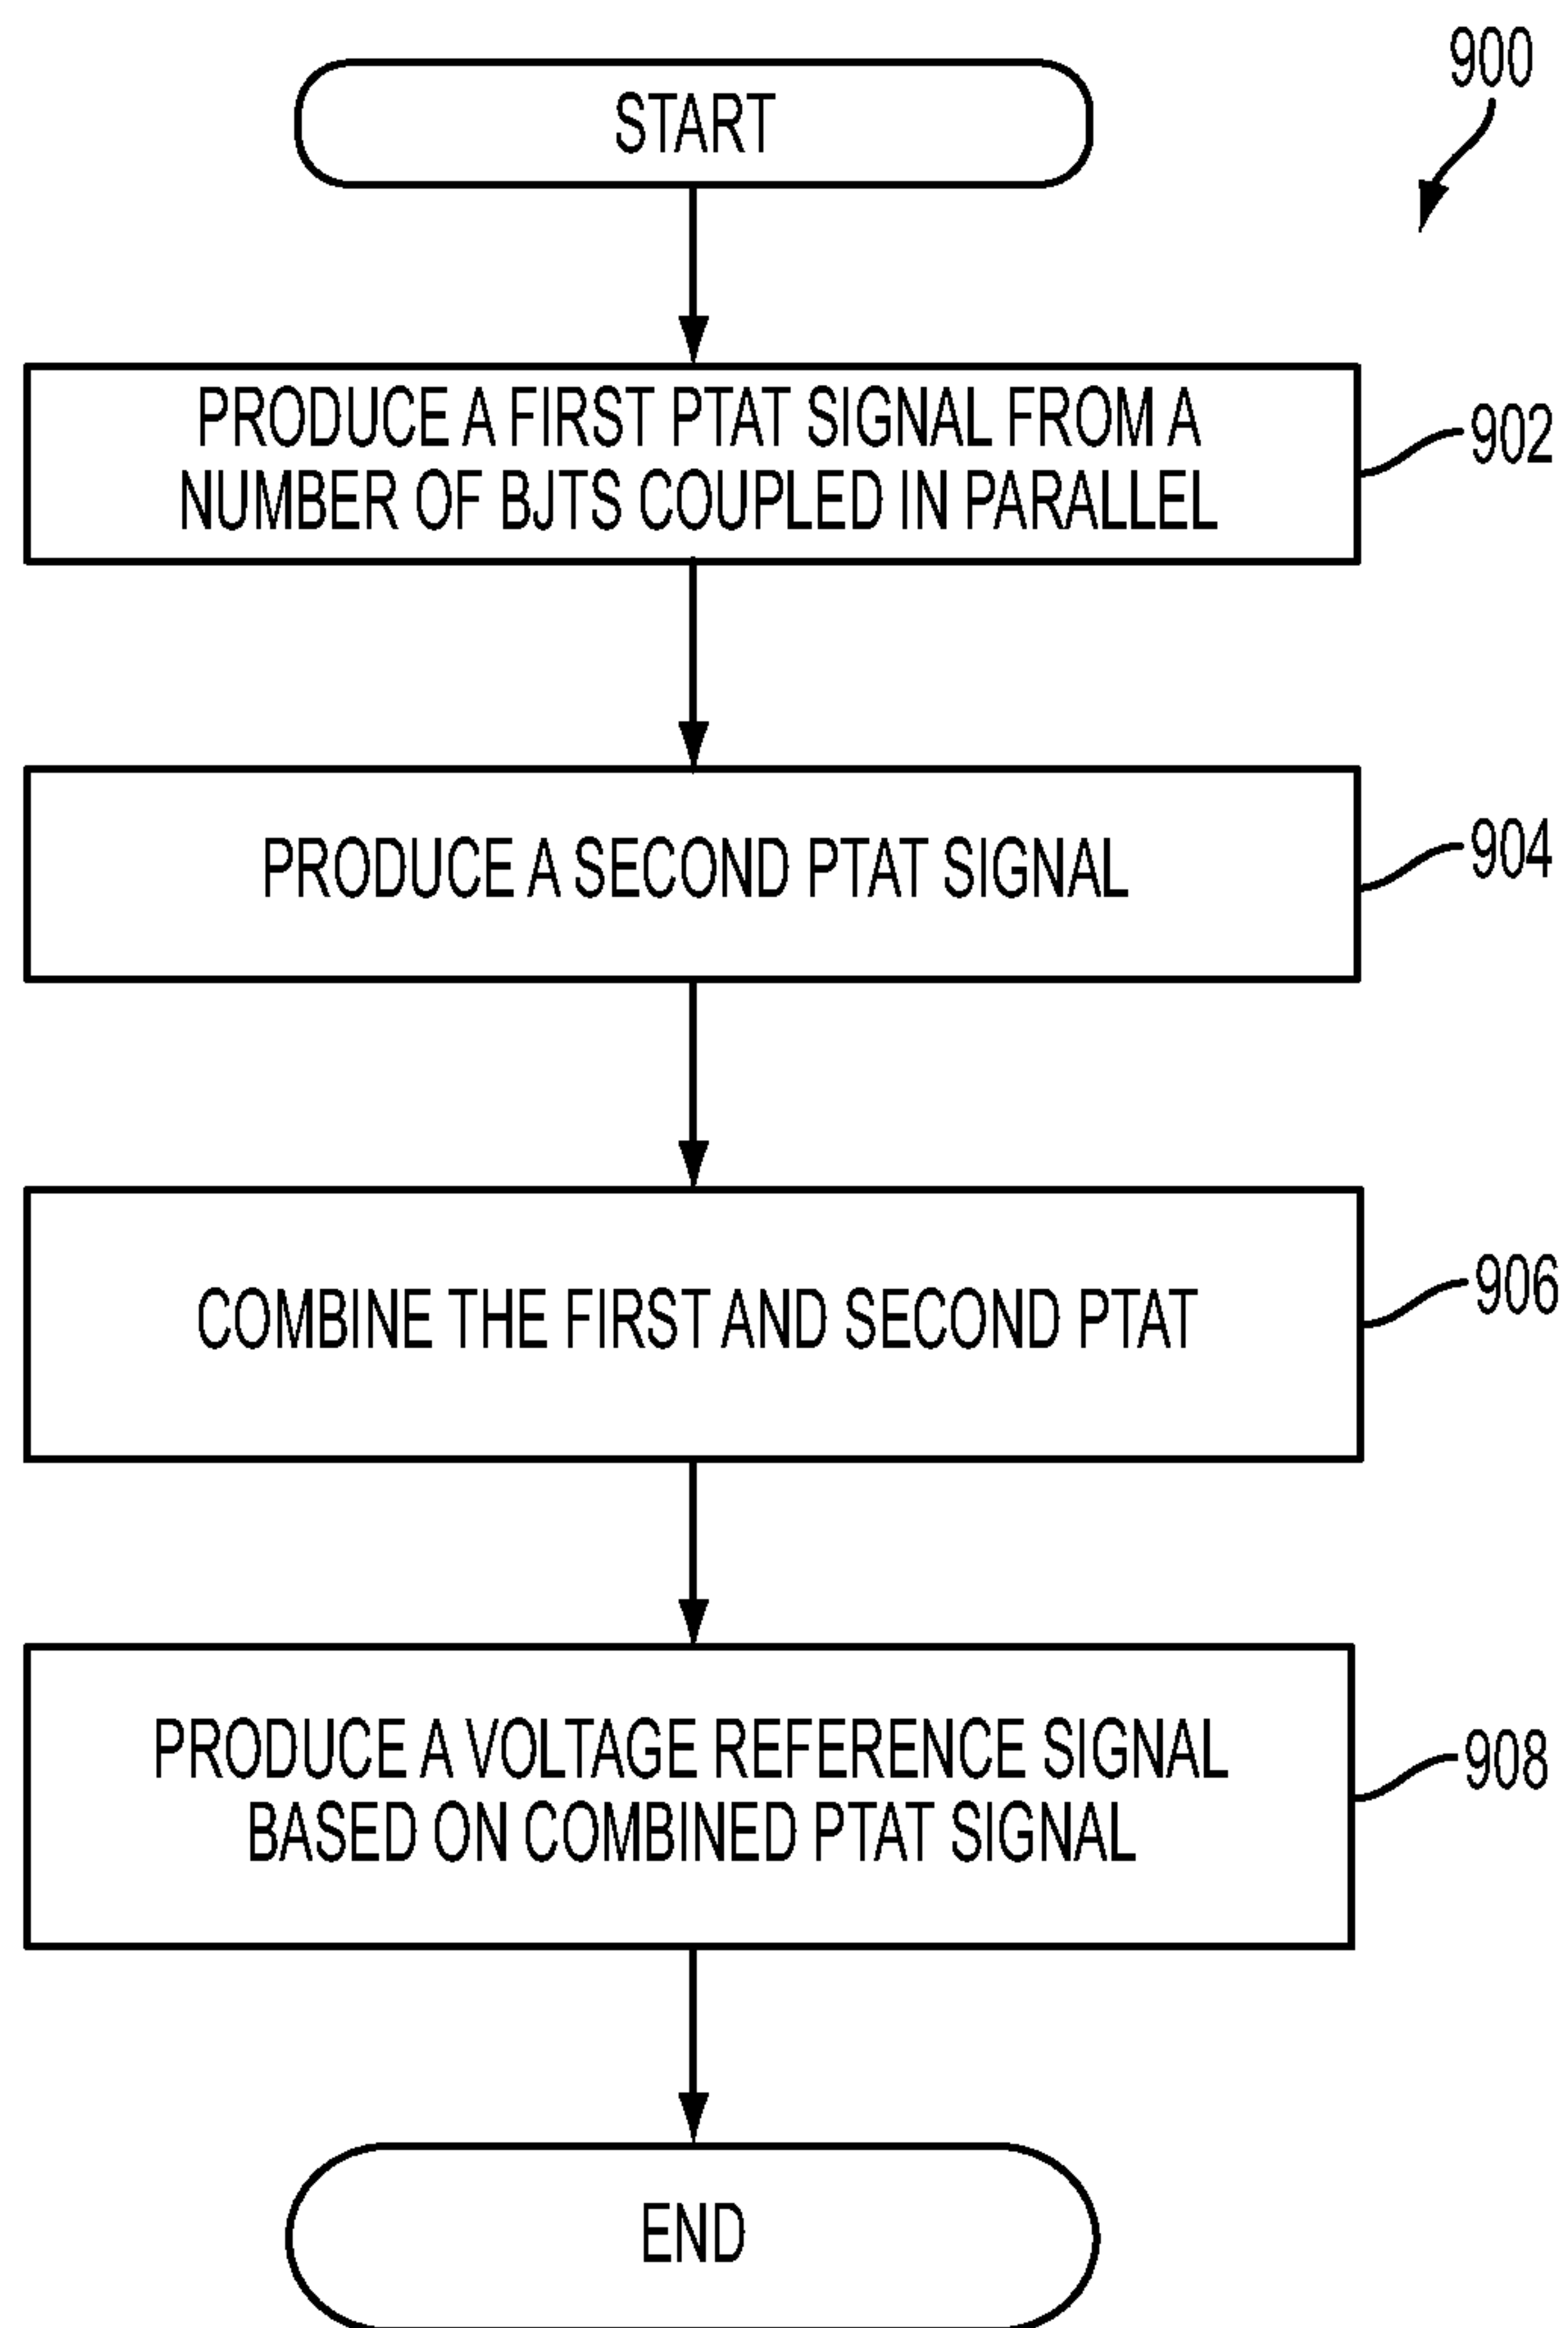 900
START
PRODUCE A FIRST PTAT SIGNAL FROM A
NUMBER OF BJTS COUPLED IN PARALLEL
902
PRODUCE A SECOND PTAT SIGNAL
904
COMBINE THE FIRST AND SECOND PTAT
906
PRODUCE A VOLTAGE REFERENCE SIGNAL
BASED ON COMBINED PTAT SIGNAL
908
END